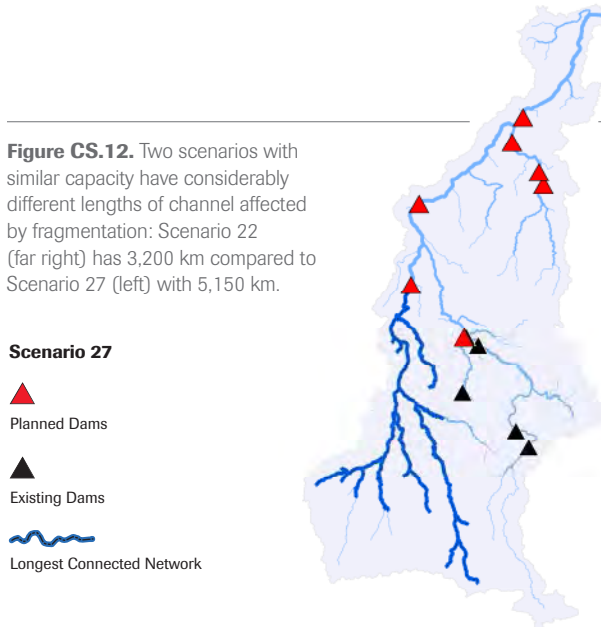 Figure CS.12. Two scenarios with
similar capacity have considerably
different lengths of channel affected
by fragmentation: Scenario 22
(far right) has 3,200 km compared to
Scenario 27 (left) with 5,150 km.
Scenario 27
Planned Dams
Existing Dams
Longest Connected Network